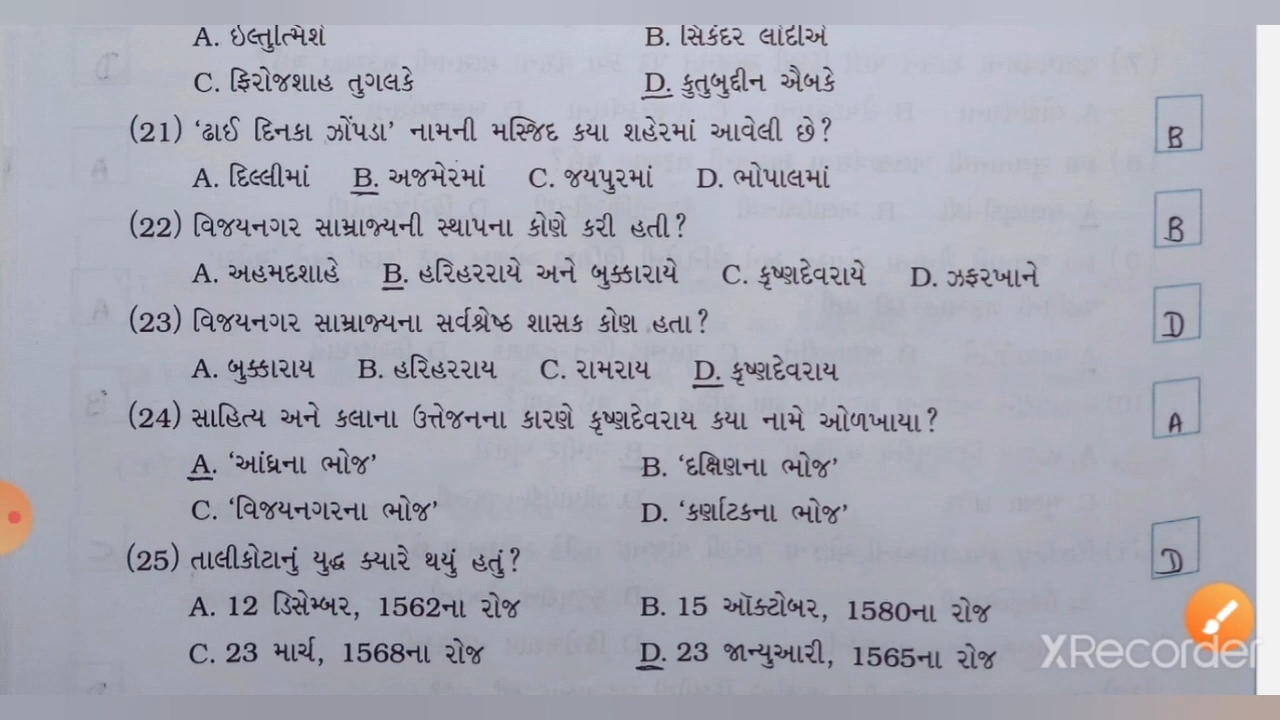 A. ઇલ્તુત્મિશે B. સિકંદર લોદીએ
C. ફિરોજશાહ તુગલકે D. કુતુબુદ્દીન ઐબકે
(21) 'ઢાઈ દિનકા ઝોંપડા' નામની મસ્જિદ કયા શહેરમાં આવેલી છે? B
A. દિલ્લીમાં B. અજમેરમાં C. જયપુરમાં D. ભોપાલમાં
(22) વિજયનગર સામ્રાજ્યની સ્થાપના કોણે કરી હતી? B
A. અહમદશાહે B. હરિહરરાયે અને બુક્કારાયે C. કૃષ્ણદેવરાયે D. ઝફરખાને
(23) વિજયનગર સામ્રાજ્યના સર્વશ્રેષ્ઠ શાસક કોણ હતા? D
A. બુક્કારાય B. હરિહરરાય C. રામરાય D. કૃષ્ણદેવરાય
(24) સાહિત્ય અને કલાના ઉત્તેજનના કારણે કૃષ્ણદેવરાય કયા નામે ઓળખાયા? A
A. 'આંધ્રના ભોજ' B. 'દક્ષિણના ભોજ'
C. 'વિજયનગરના ભોજ' D. 'કર્ણાટકના ભોજ'
(25) તાલીકોટાનું યુદ્ધ ક્યારે થયું હતું? D
A. 12 ડિસેમ્બર, 1562ના રોજ B. 15 ઑક્ટોબર, 1580ના રોજ
C. 23 માર્ચ, 1568ના રોજ D. 23 જાન્યુઆરી, 1565ના રોજ
XRecorder